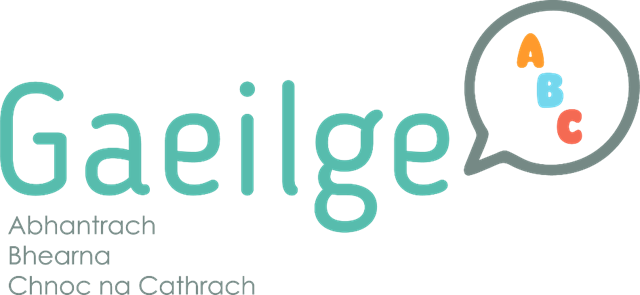 Gaeilge
A
B
C
Abhantrach
Bhearna
Chnoc na Cathrach